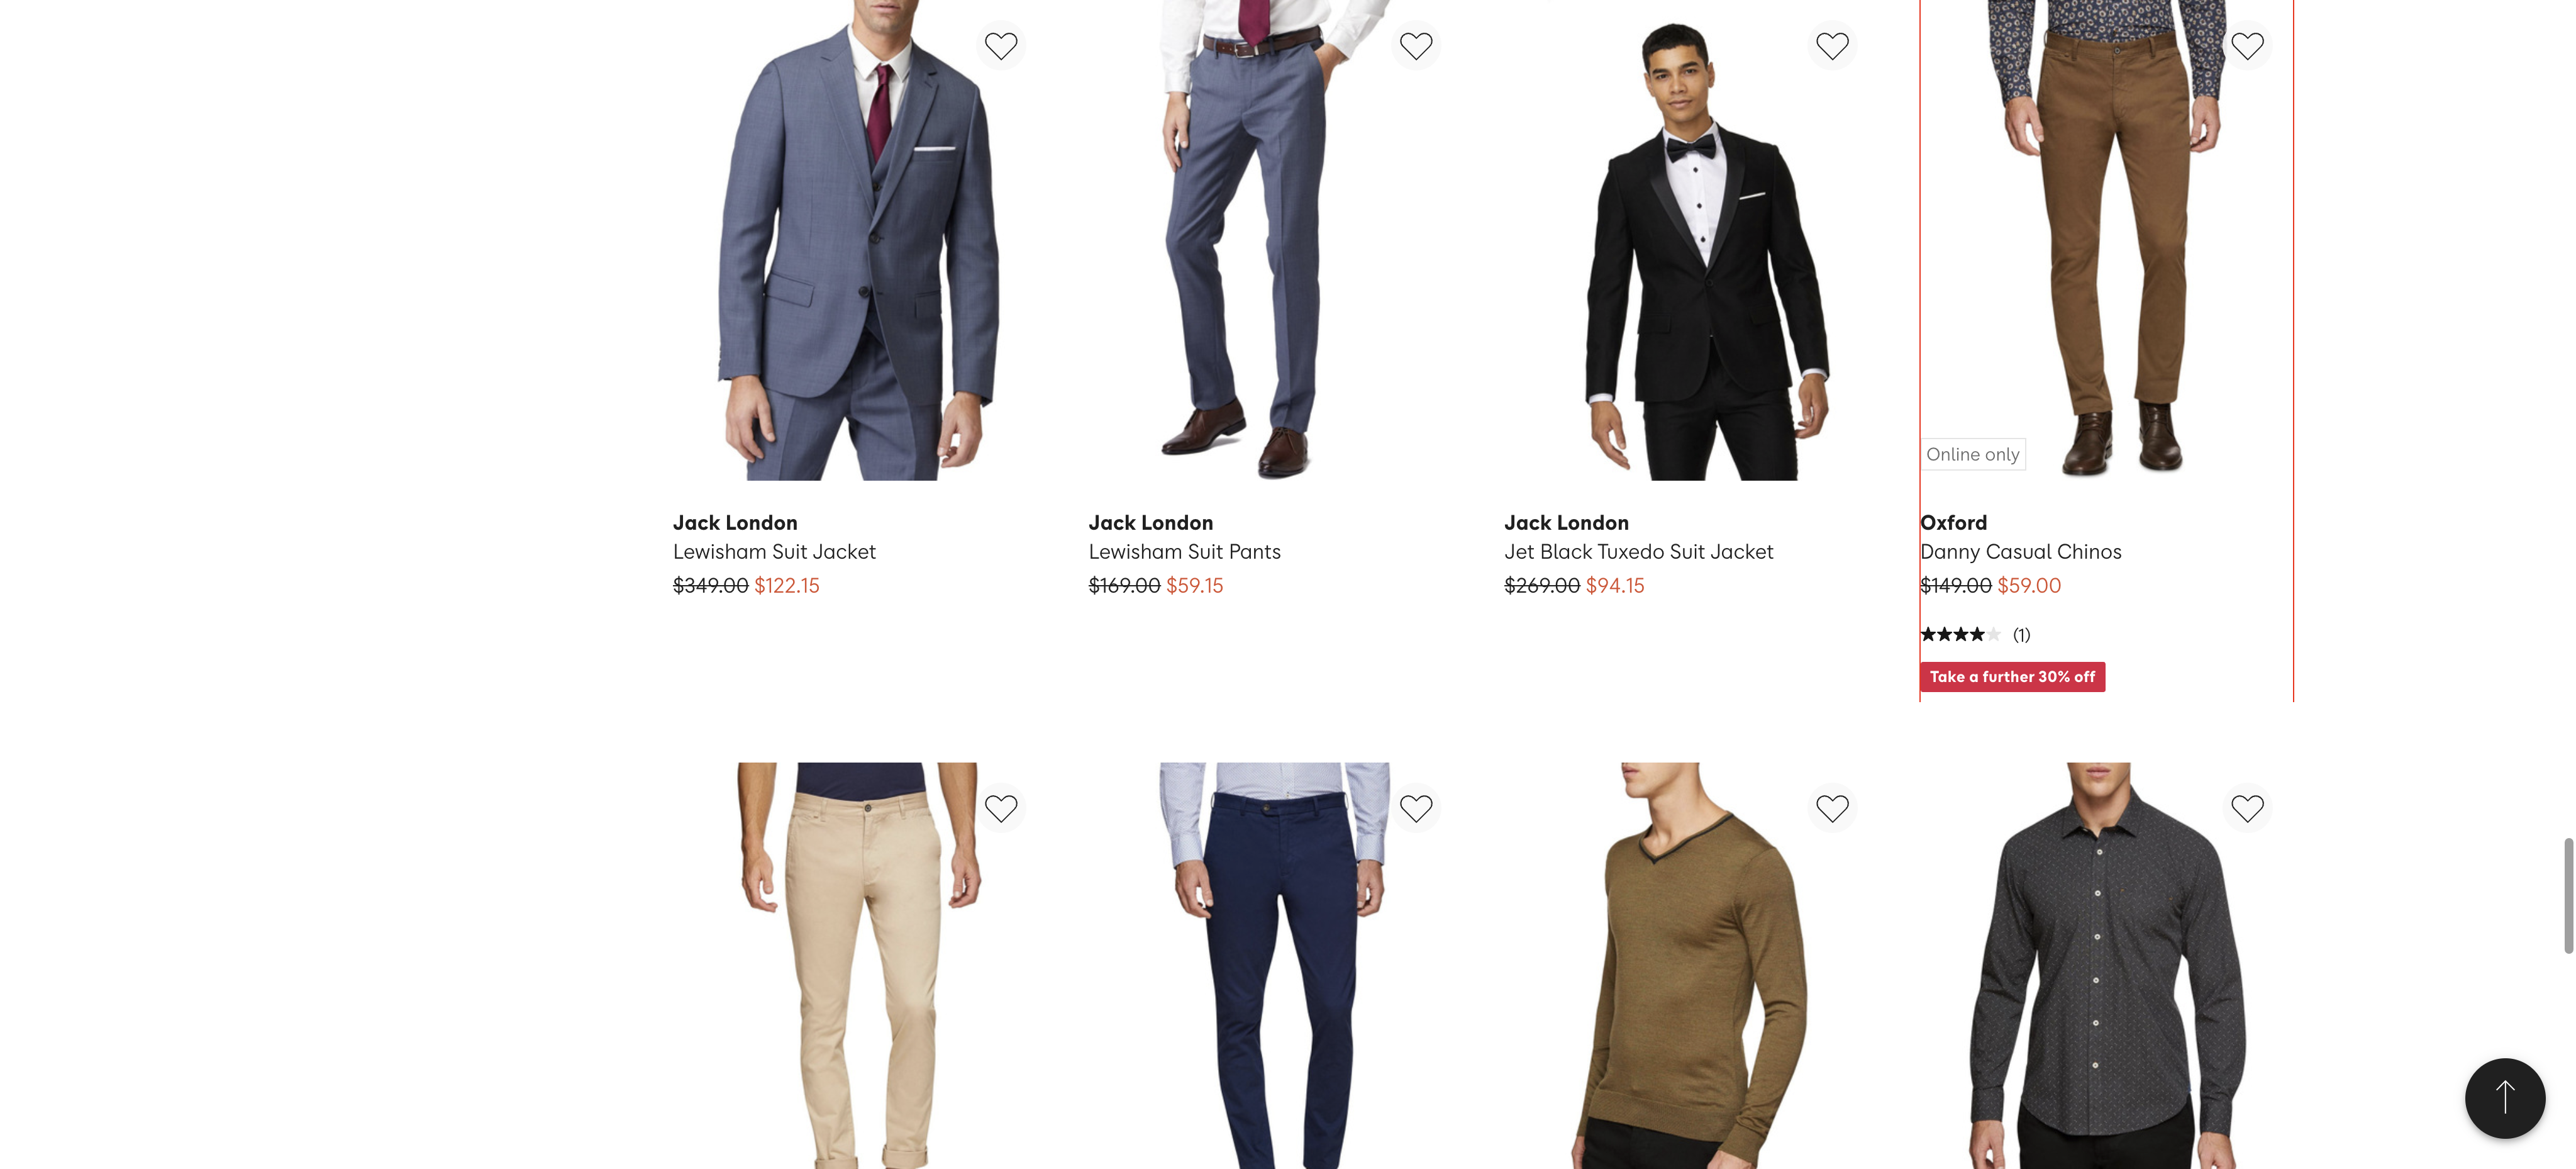 Jack London
Lewisham Suit Jacket
$349.00 $122.15
Jack London
Lewisham Suit Pants
$169.00 $59.15
Jack London
Jet Black Tuxedo Suit Jacket
$269.00 $94.15
Online only
Oxford
Danny Casual Chinos
$149.00 $59.00
(1)
Take a further 30% off